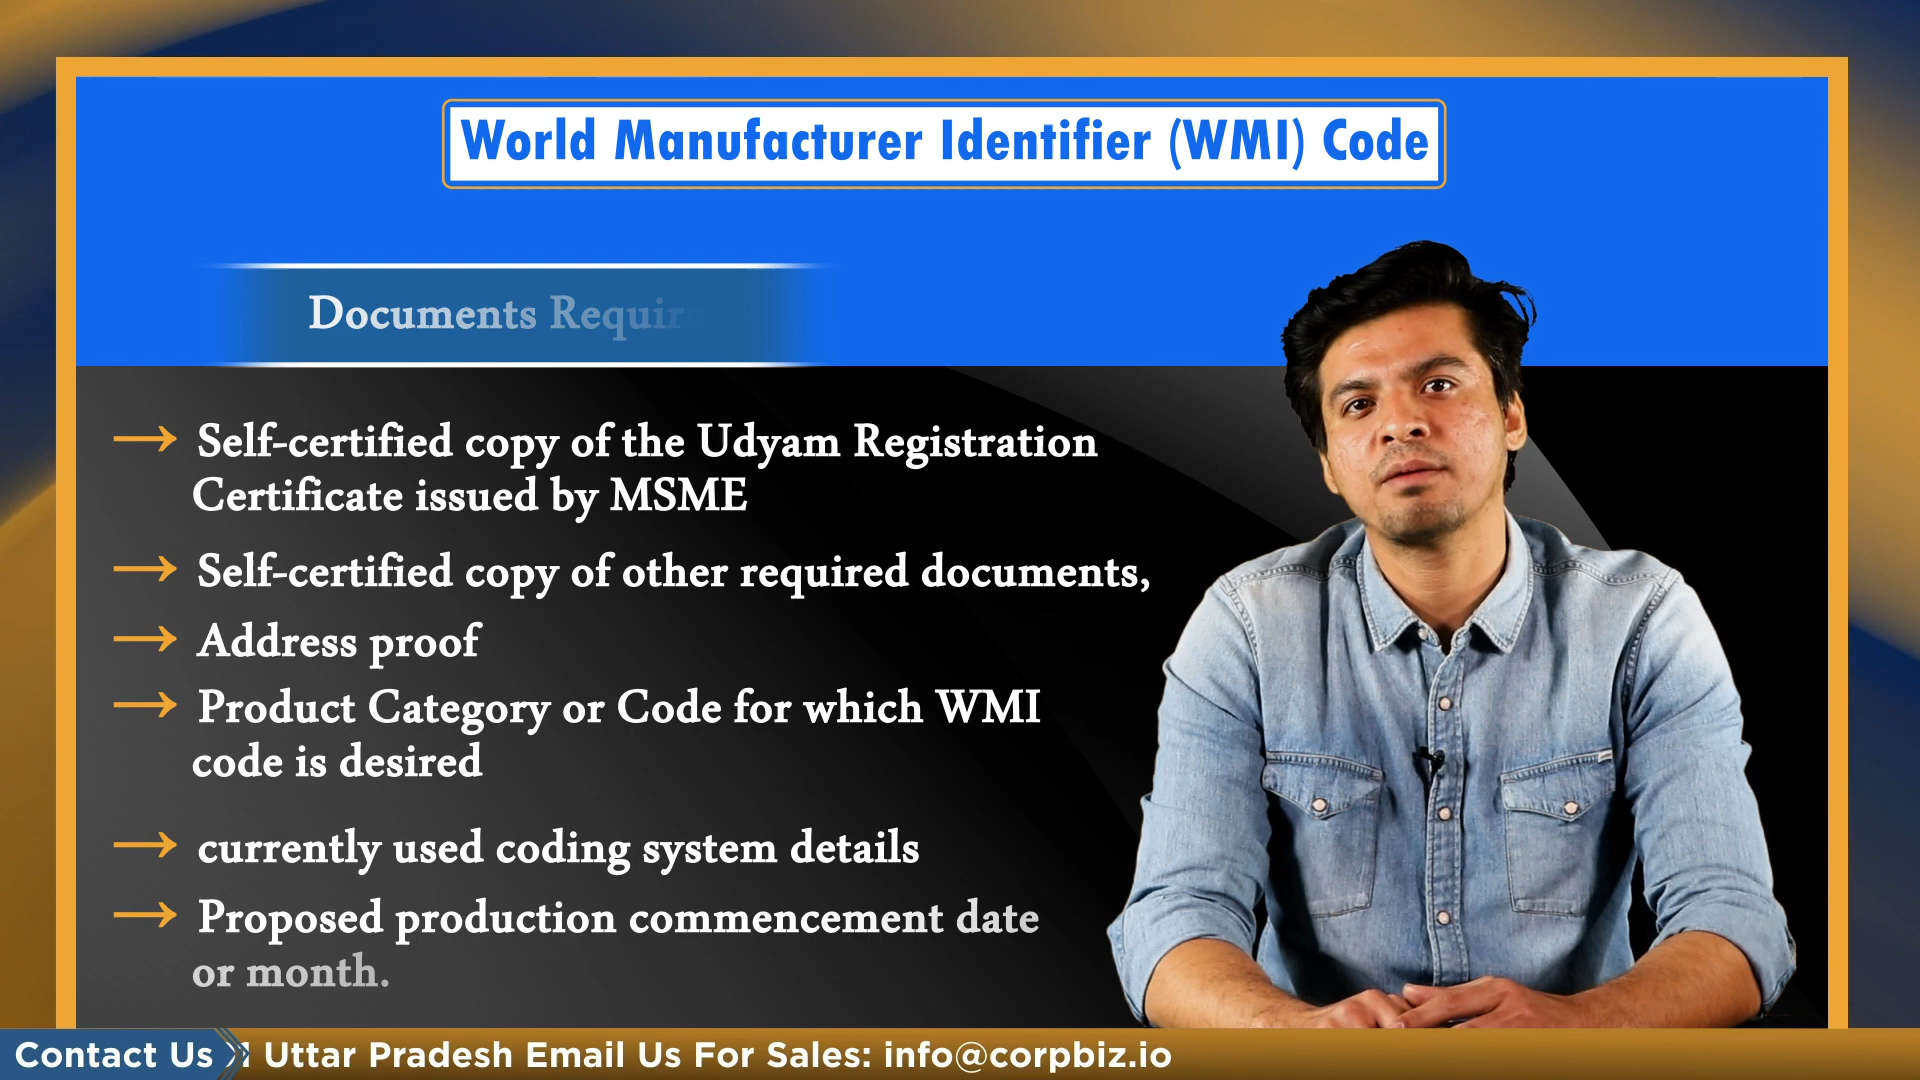 World Manufacturer Identifier (WMI) Code
Documents Require
→ Self-certified copy of the Udyam Registration
Certificate issued by MSME
→ Self-certified copy of other required documents,
→ Address proof
→ Product Category or Code for which WMI
code is desired
→ currently used coding system details
→ Proposed production commencement date
or month.
Contact Us Uttar Pradesh Email Us For Sales: info@corpbiz.io